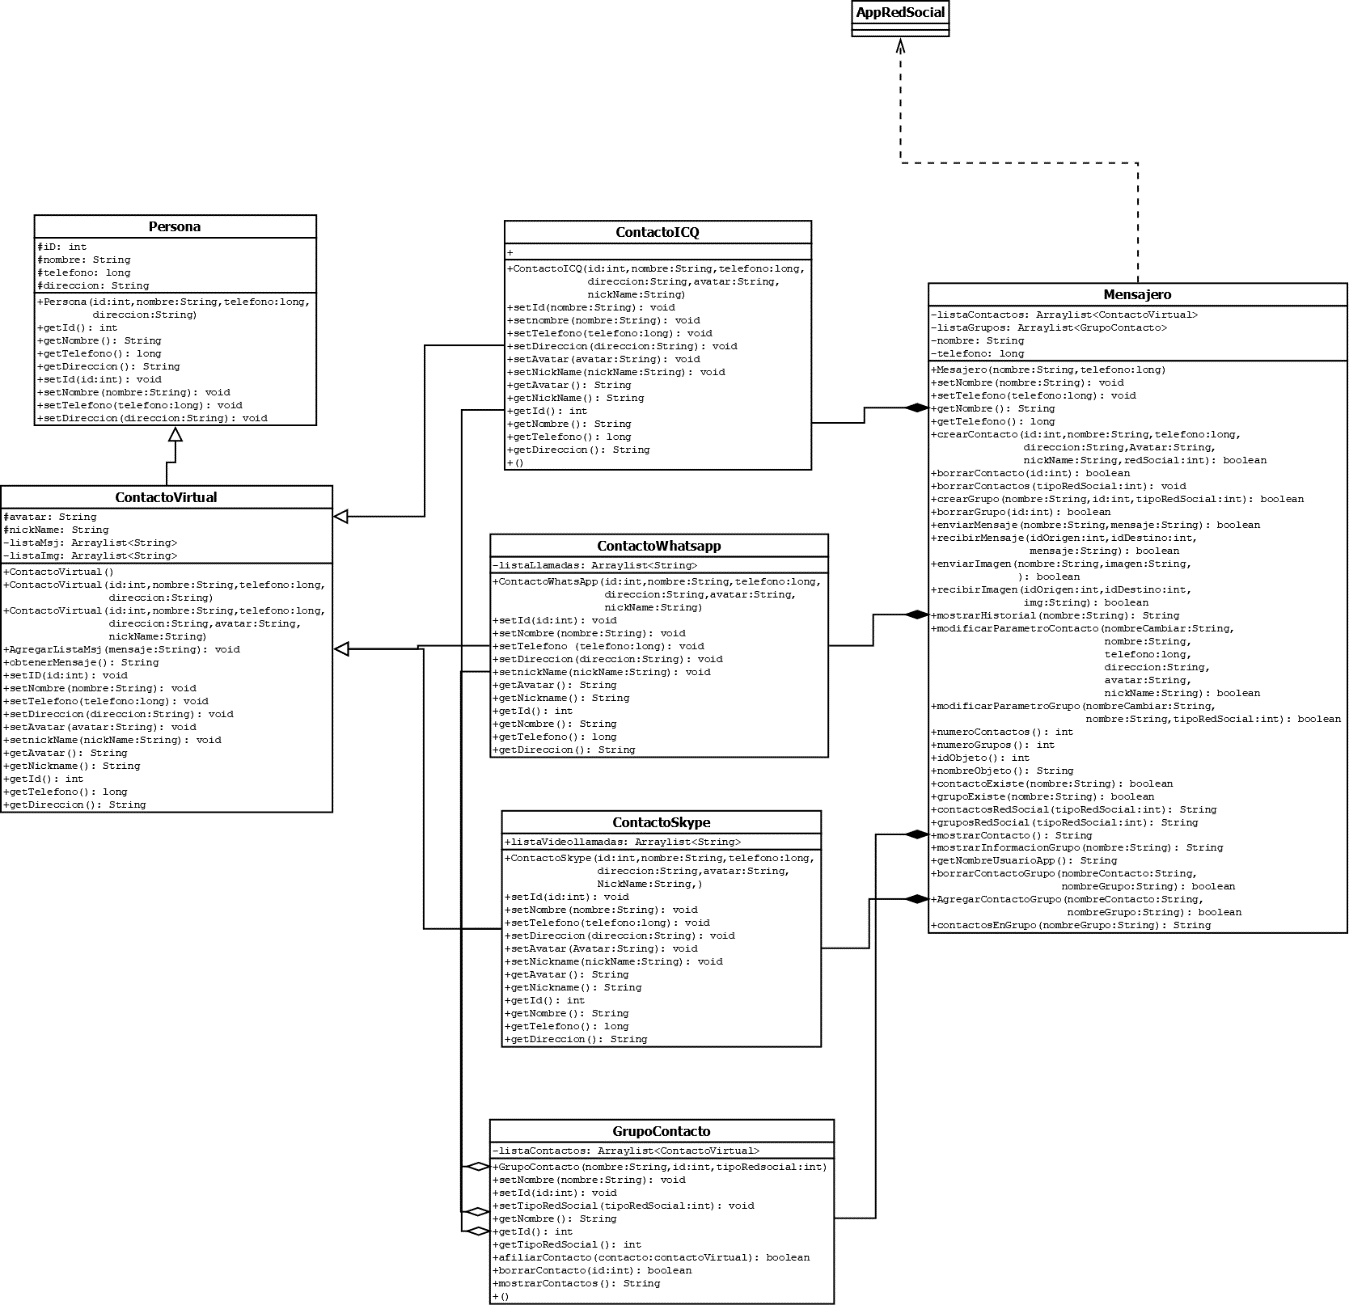 AppRedSocial
Persona
#iD: int
#nombre: String
#telefono: long
#direccion: String
+Persona(id:int,nombre:String,telefono:long,
direccion:String)
+getId(): int
+getNombre(): String
+getTelefono(): long
+getDireccion(): String
+setId(id:int): void
+setNombre(nombre:String): void
+setTelefono(telefono:long): void
+setDireccion(direccion:String): void
ContactoVirtual
#avatar: String
#nickName: String
-listaMsj: Arraylist<String>
-listaImg: Arraylist<String>
+ContactoVirtual()
+ContactoVirtual(id:int,nombre:String,telefono:long,
direccion:String)
+ContactoVirtual(id:int,nombre:String,telefono:long,
direccion:String,avatar:String,
nickName:String)
+AgregarListaMsj(mensaje:String): void
+obtenerMensaje(): String
+setID(id:int): void
+setNombre(nombre:String): void
+setTelefono(telefono:long): void
+setDireccion(direccion:String): void
+setAvatar(avatar:String): void
+setnickName(nickName:String): void
+getAvatar(): String
+getNickname(): String
+getId(): int
+getTelefono(): long
+getDireccion(): String
ContactoICQ
+
+ContactoICQ(id:int,nombre:String,telefono:long,
direccion:String,avatar:String,
nickName:String)
+setId(nombre:String): void
+setnombre(nombre:String): void
+setTelefono(telefono:long): void
+setDireccion(direccion:String): void
+setAvatar(avatar:String): void
+setNickName(nickName:String): void
+getAvatar(): String
+getNickName(): String
+getId(): int
+getNombre(): String
+getTelefono(): long
+getDireccion(): String
+()
ContactoWhatsapp
-listaLlamadas: Arraylist<String>
+ContactoWhatsApp(id:int,nombre:String,telefono:long,
direccion:String,avatar:String,
nickName:String)
+setId(id:int): void
+setNombre(nombre:String): void
+setTelefono (telefono:long): void
+setDireccion(direccion:String): void
+setnickName(nickName:String): void
+getAvatar(): String
+getNickname(): String
+getId(): int
+getNombre(): String
+getTelefono(): long
+getDireccion(): String
ContactoSkype
+listaVideollamadas: Arraylist<String>
+ContactoSkype(id:int,nombre:String,telefono:long,
direccion:String,avatar:String,
NickName:String,)
+setId(id:int): void
+setNombre(nombre:String): void
+setTelefono(telefono:long): void
+setDireccion(direccion:String): void
+setAvatar(Avatar:String): void
+setNickname(nickName:String): void
+getAvatar(): String
+getNickname(): String
+getId(): int
+getNombre(): String
+getTelefono(): long
+getDireccion(): String
GrupoContacto
-listaContactos: Arraylist<ContactoVirtual>
+GrupoContacto(nombre:String,id:int,tipoRedsocial:int)
+setNombre(nombre:String): void
+setId(id:int): void
+setTipoRedSocial(tipoRedSocial:int): void
+getNombre(): String
+getId(): int
+getTipoRedSocial(): int
+afiliarContacto(contacto:contactoVirtual): boolean
+borrarContacto(id:int): boolean
+mostrarContactos(): String
+()
Mensajero
-listaContactos: Arraylist<ContactoVirtual>
-listaGrupos: Arraylist<GrupoContacto>
-nombre: String
-telefono: long
+Mesajero(nombre:String,telefono:long)
+setNombre(nombre:String): void
+setTelefono(telefono:long): void
+getNombre(): String
+getTelefono(): long
+crearContacto(id:int,nombre:String,telefono:long,
direccion:String,Avatar:String,
nickName:String,redSocial:int): boolean
+borrarContacto(id:int): boolean
+borrarContactos(tipoRedSocial:int): void
+crearGrupo(nombre:String,id:int,tipoRedSocial:int): boolean
+borrarGrupo(id:int): boolean
+enviarMensaje(nombre:String,mensaje:String): boolean
+recibirMensaje(idOrigen:int,idDestino:int,
mensaje:String): boolean
+enviarImagen(nombre:String,imagen:String,
): boolean
+recibirImagen(idOrigen:int,idDestino:int,
img:String): boolean
+mostrarHistorial(nombre:String): String
+modificarParametroContacto(nombreCambiar:String,
nombre:String,
telefono:long,
direccion:String,
avatar:String,
nickName:String): boolean
+modificarParametroGrupo(nombreCambiar:String,
nombre:String,tipoRedSocial:int): boolean
+numeroContactos(): int
+numeroGrupos(): int
+idObjeto(): int
+nombreObjeto(): String
+contactoExiste(nombre:String): boolean
+grupoExiste(nombre:String): boolean
+contactosRedSocial(tipoRedSocial:int): String
+gruposRedSocial(tipoRedSocial:int): String
+mostrarContacto(): String
+mostrarInformacionGrupo(nombre:String): String
+getNombreUsuarioApp(): String
+borrarContactoGrupo(nombreContacto:String,
nombreGrupo:String): boolean
+AgregarContactoGrupo(nombreContacto:String,
nombreGrupo:String): boolean
+contactosEnGrupo(nombreGrupo:String): String